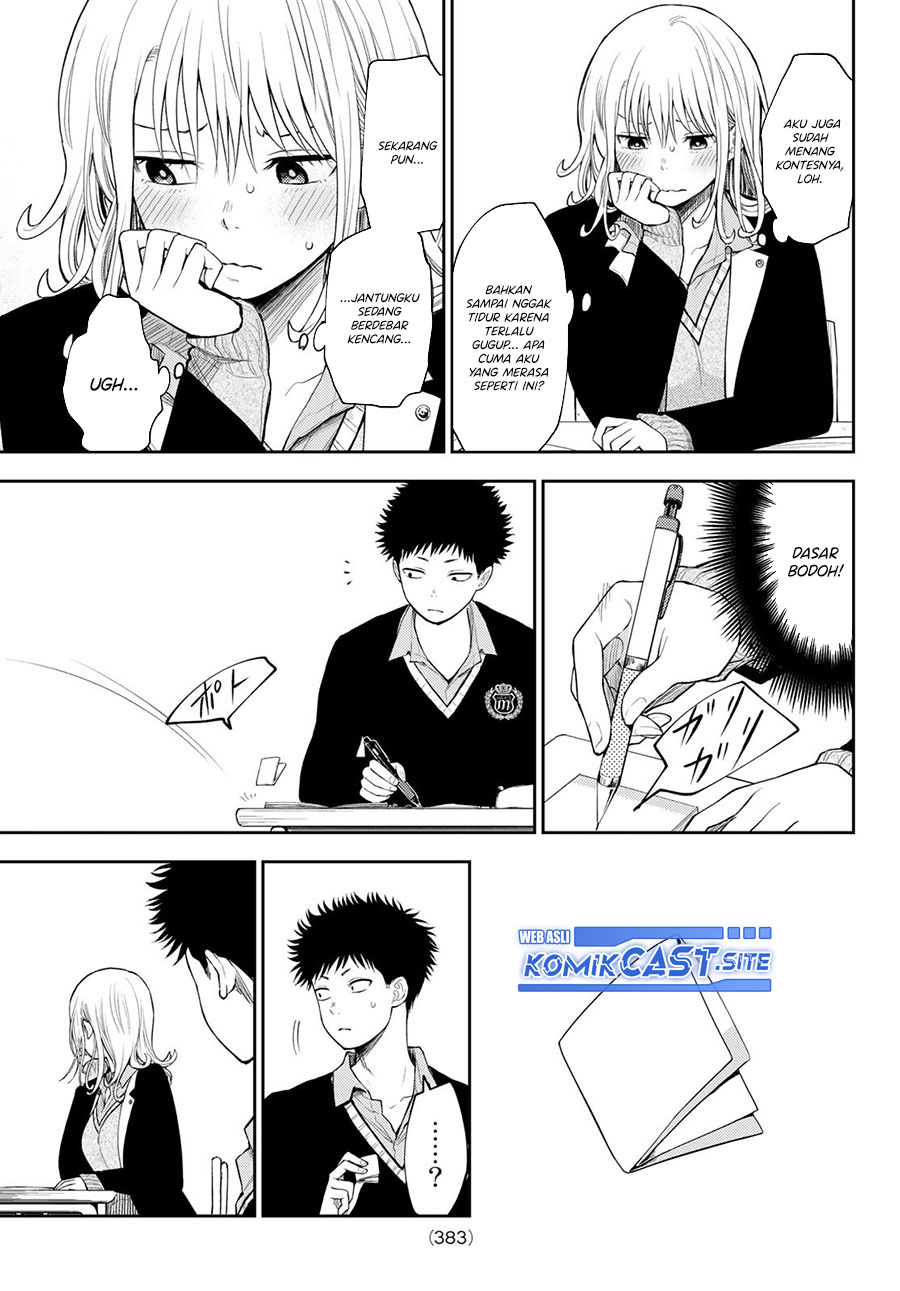 AKU JUGA
SUDAH
MENANG
KONTESNYA,
LOH.
BAHKAN
SAMPAI NGGAK
TIDUR KARENA
TERLALU
GUGUP... APA
CUMA AKU
YANG MERASA
SEPERTI INI?
SEKARANG
PUN...
...JANTUNGKU
SEDANG
BERDEBAR
KENCANG...
UGH...
DASAR
BODOH!
ガガ
ポト
m
WEB ASLI
KOMIKCAST.SITE
……?
(383)